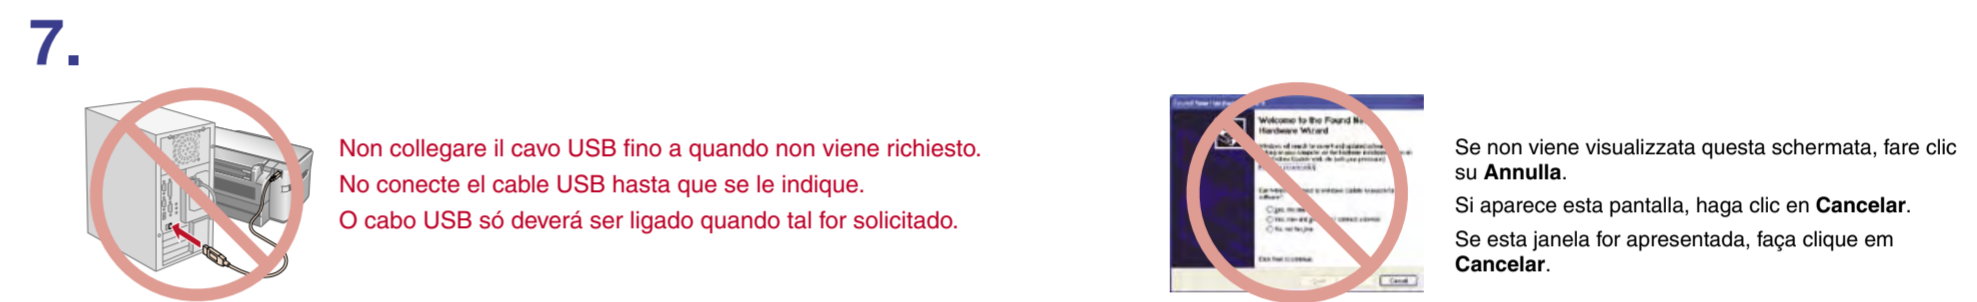 7.
Non collegare il cavo USB fino a quando non viene richiesto.
No conecte el cable USB hasta que se le indique.
O cabo USB só deverá ser ligado quando tal for solicitado.
Welcome to the Found
Hardware Wizard
Cancel
Se non viene visualizzata questa schermata, fare clic
su Annulla.
Si aparece esta pantalla, haga clic en Cancelar.
Se esta janela for apresentada, faça clique em
Cancelar.